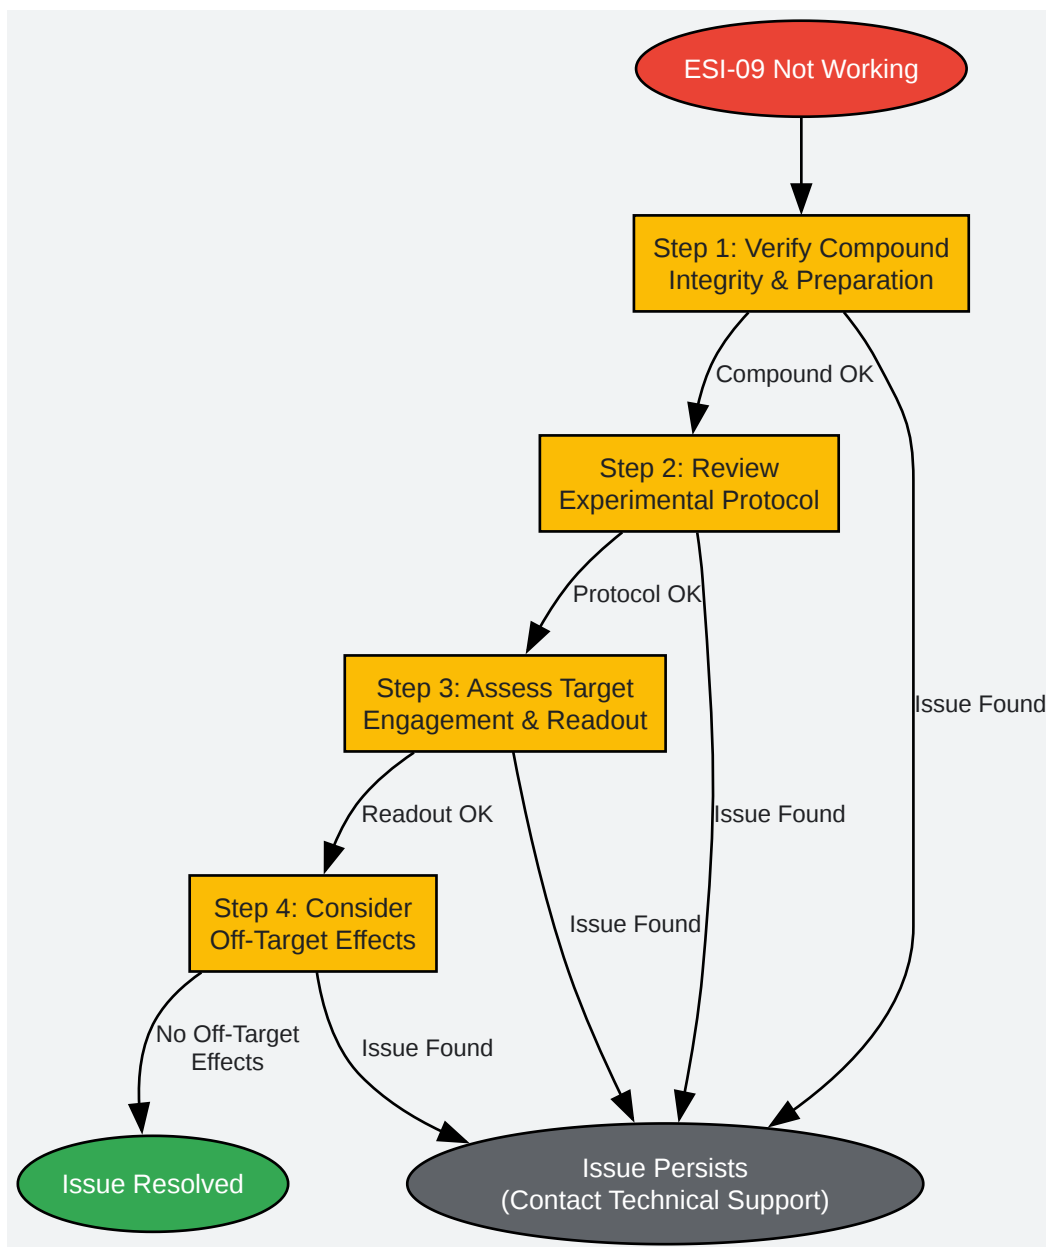 ESI-09 Not Working
Step 1: Verify Compound
Integrity & Preparation
Compound OK
Step 2: Review
Experimental Protocol
Protocol OK
Step 3: Assess Target
Engagement & Readout
Issue Found
Readout OK
Issue Found
Step 4: Consider
Off-Target Effects
Issue Found
No Off-Target
Effects
Issue Found
Issue Resolved
Issue Persists
(Contact Technical Support)